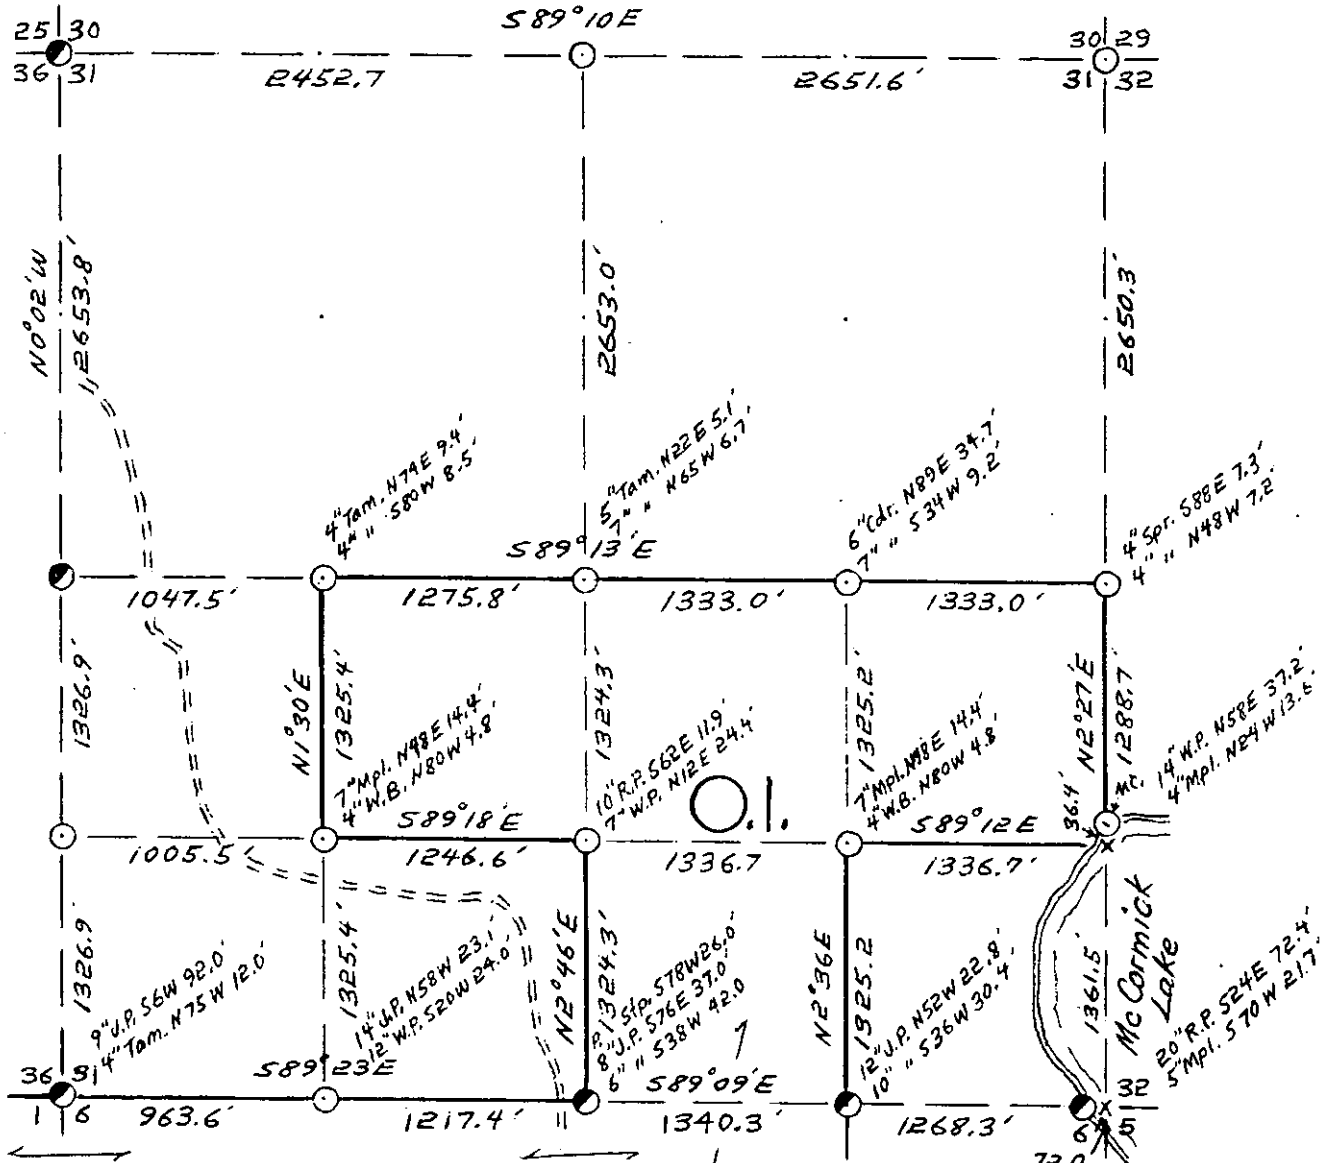 S89°10E
25 30
36 31
2452.7
2651.6'
30 29
31 32
N0°02'W
2653.8'
2653.0'
2650.3'
4" Tam. N74E 9.4'
4" " S80W 8.5'
5" Tam. N22E 5.1'
7" " N65W 6.7'
6" Cdr. N89E 34.7'
7" " S34W 9.2'
4" Spr. S88E 7.3'
4" " N48W 7.2'
S89°13'E
1047.5'
1275.8'
1333.0'
1333.0'
1326.9'
N1°30'E
1325.4'
1324.3'
1325.2'
N2°27'E
1288.7'
7" Mpl. N48E 14.4'
4" W.B. N80W 4.8'
10" R.P. S62E 11.9'
7" W.P. N12E 24.4'
7" Mpl. N48E 14.4'
4" W.B. N80W 4.8'
14" W.P. N58E 37.2'
4" Mpl. N24W 13.6'
36.4'
MC.
O.1.
S89°18'E
S89°12E
1005.5'
1246.6'
1336.7
1336.7'
1326.9
1325.4'
N2°46'E
1324.3'
N2°36E
1325.2
1361.5'
McCormick
Lake
9" J.P. S6W 92.0'
4" Tam. N75W 12.0'
14" J.P. N58W 23.1'
12" W.P. S20W 24.0'
P. Stp. S78W 26.0'
8" J.P. S76E 37.0'
6" " S38W 42.0
12" J.P. N52W 22.8'
10" " S36W 30.4'
20" R.P. S24E 72.4'
5" Mpl. S70W 21.7'
36 31
1 6
S89°23E
S89°09'E
963.6'
1217.4'
1340.3'
1268.3'
32
6 5
73.0